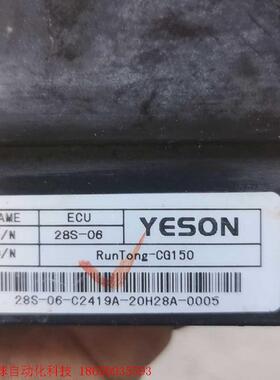 AME ECU YESON
/N 28S-06
/N RunTong-CG150
28S-06-C2419A-20H28A-0005